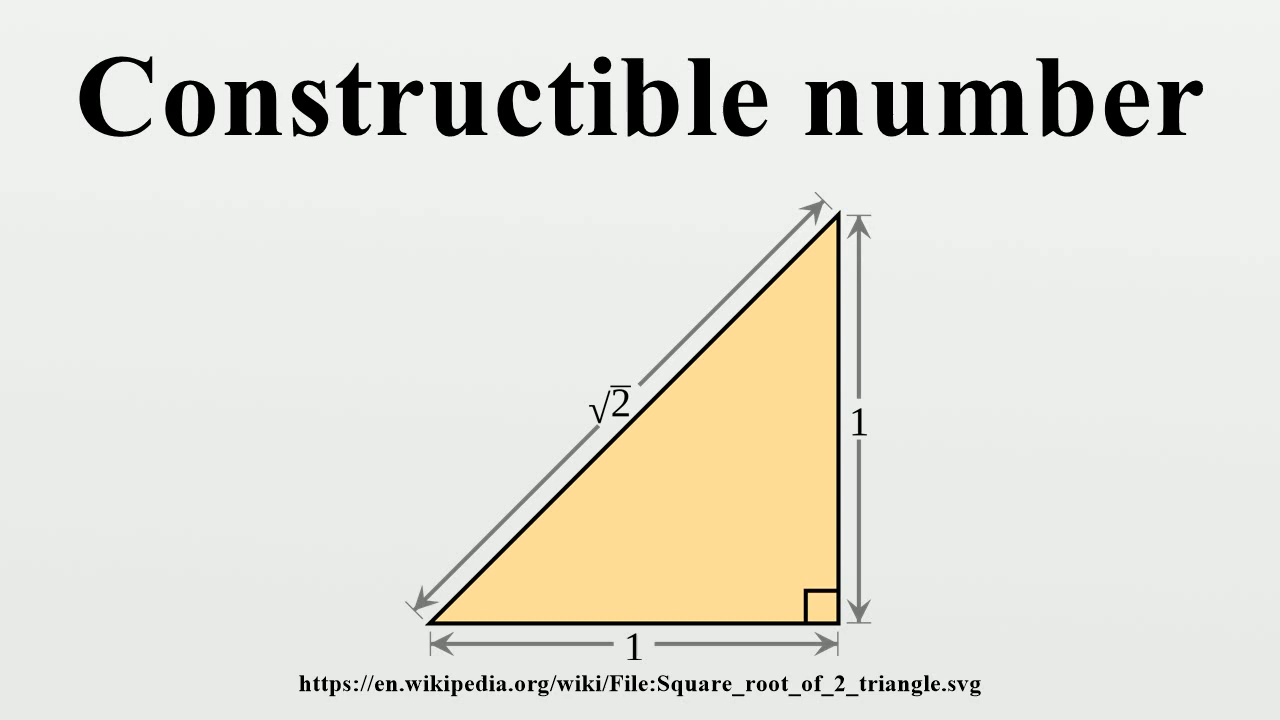 Constructible number
√2
1
1
https://en.wikipedia.org/wiki/File:Square_root_of_2_triangle.svg